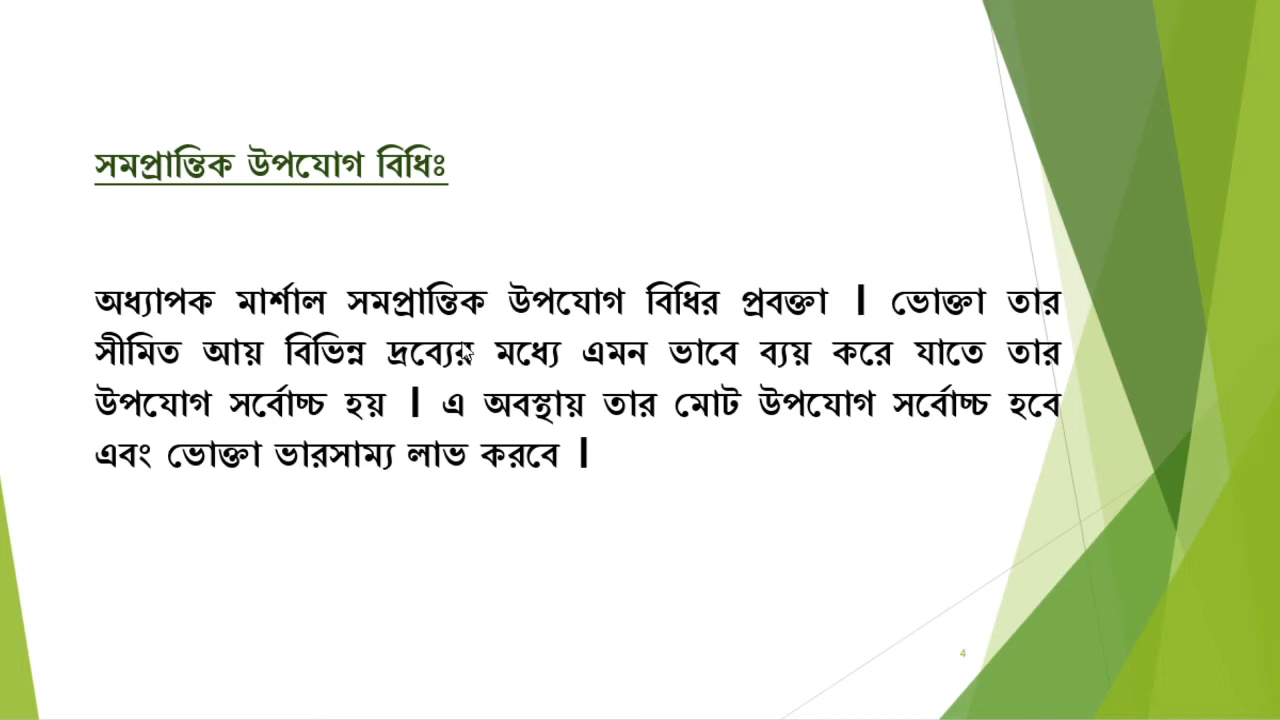 সমপ্রান্তিক উপযোগ বিধিঃ
অধ্যাপক মার্শাল সমপ্রান্তিক উপযোগ বিধির প্রবক্তা । ভোক্তা তার
সীমিত আয় বিভিন্ন দ্রব্যের মধ্যে এমন ভাবে ব্যয় করে যাতে তার
উপযোগ সর্বোচ্চ হয় । এ অবস্থায় তার মোট উপযোগ সর্বোচ্চ হবে
এবং ভোক্তা ভারসাম্য লাভ করবে ।
4